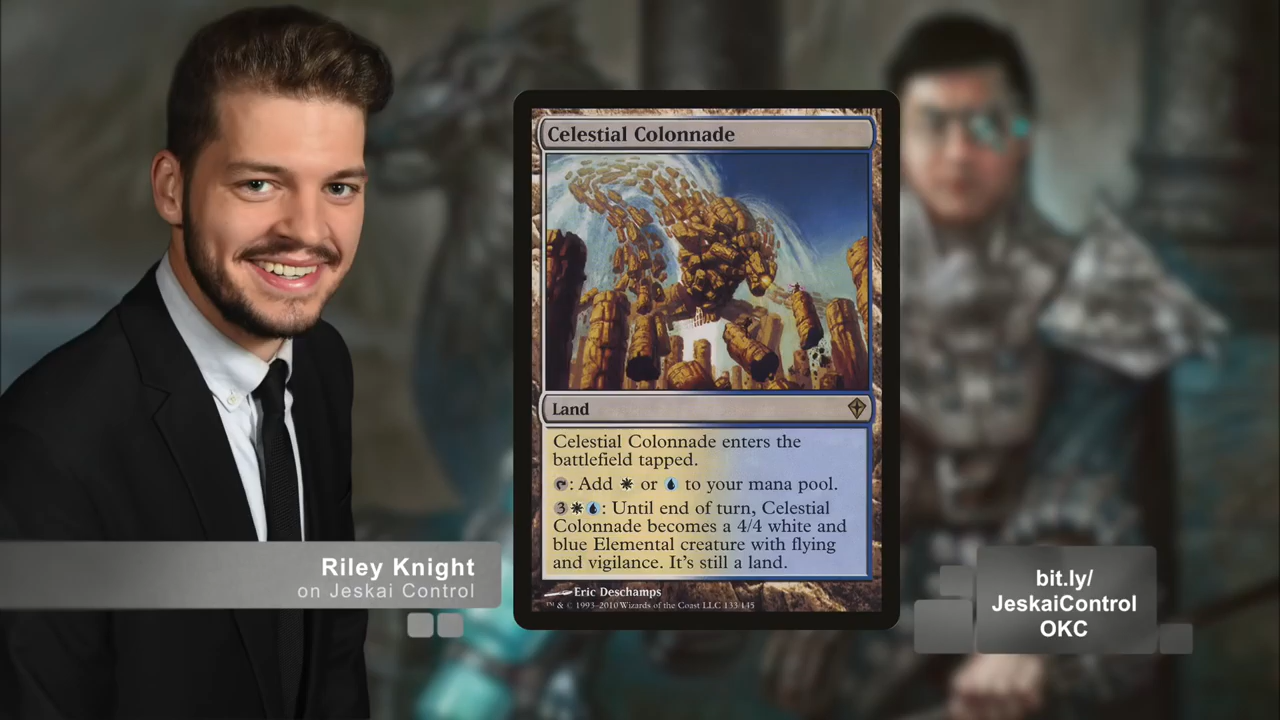 Celestial Colonnade
Land
Celestial Colonnade enters the
battlefield tapped.
: Add or to your mana pool.
3 : Until end of turn, Celestial
Colonnade becomes a 4/4 white and
blue Elemental creature with flying
and vigilance. It's still a land.
Eric Deschamps
™ & © 1993–2010 Wizards of the Coast LLC 133/145
Riley Knight
on Jeskai Control
bit.ly/
JeskaiControl
OKC